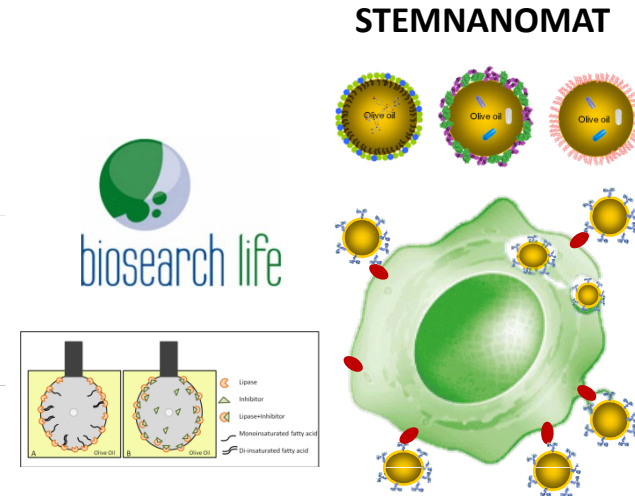 STEMNANOMAT
Olive oil
Olive oil
Olive oil
biosearch life
Lipase
Inhibitor
Lipase+Inhibitor
Monoinsaturated fatty acid
Di-insaturated fatty acid
A
Olive Oil
B
Olive Oil